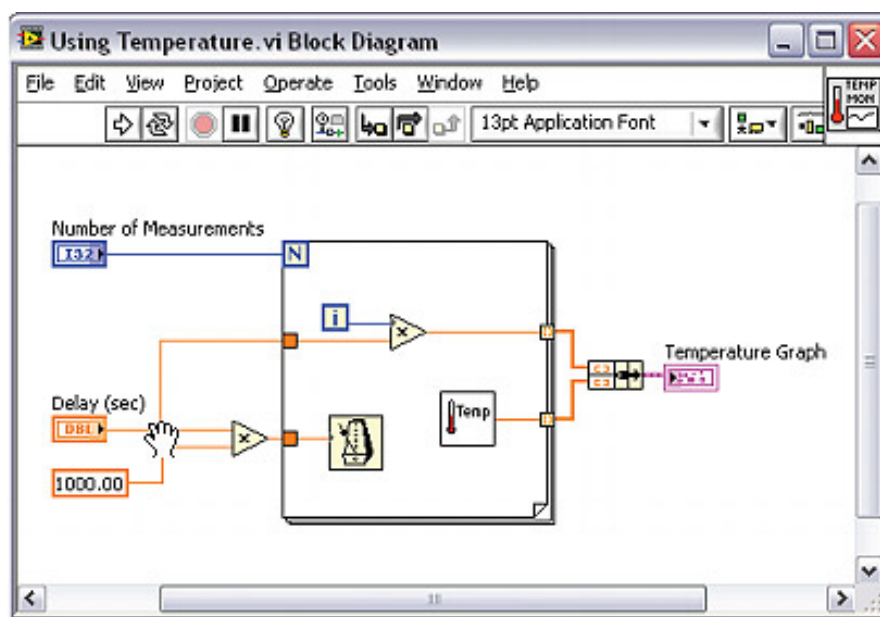 Using Temperature.vi Block Diagram
File Edit View Project Operate Tools Window Help
TEMP
MON
13pt Application Font
Number of Measurements
I32
N
i
x
Temperature Graph
Delay (sec)
DBL
x
Temp
1000.00